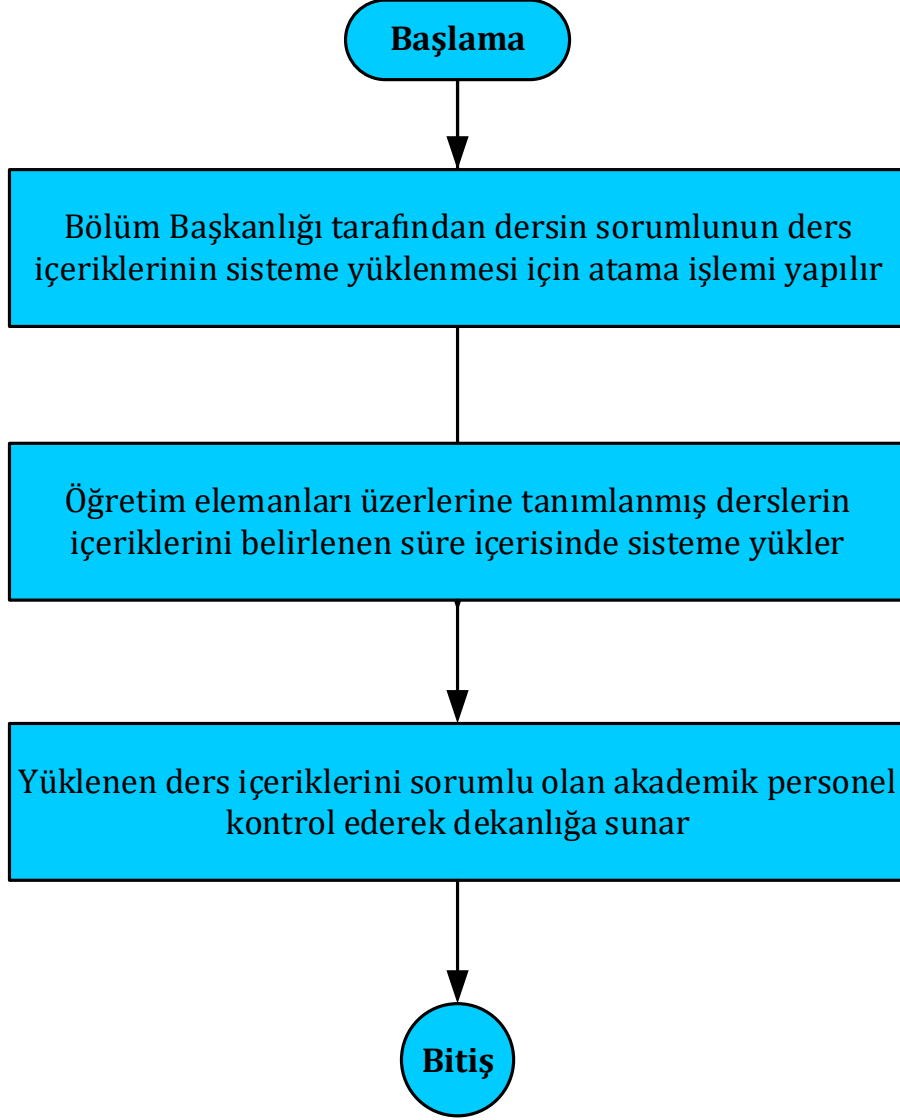 Başlama
Bölüm Başkanlığı tarafından dersin sorumlunun ders
içeriklerinin sisteme yüklenmesi için atama işlemi yapılır
Öğretim elemanları üzerlerine tanımlanmış derslerin
içeriklerini belirlenen süre içerisinde sisteme yükler
Yüklenen ders içeriklerini sorumlu olan akademik personel
kontrol ederek dekanlığa sunar
Bitiş